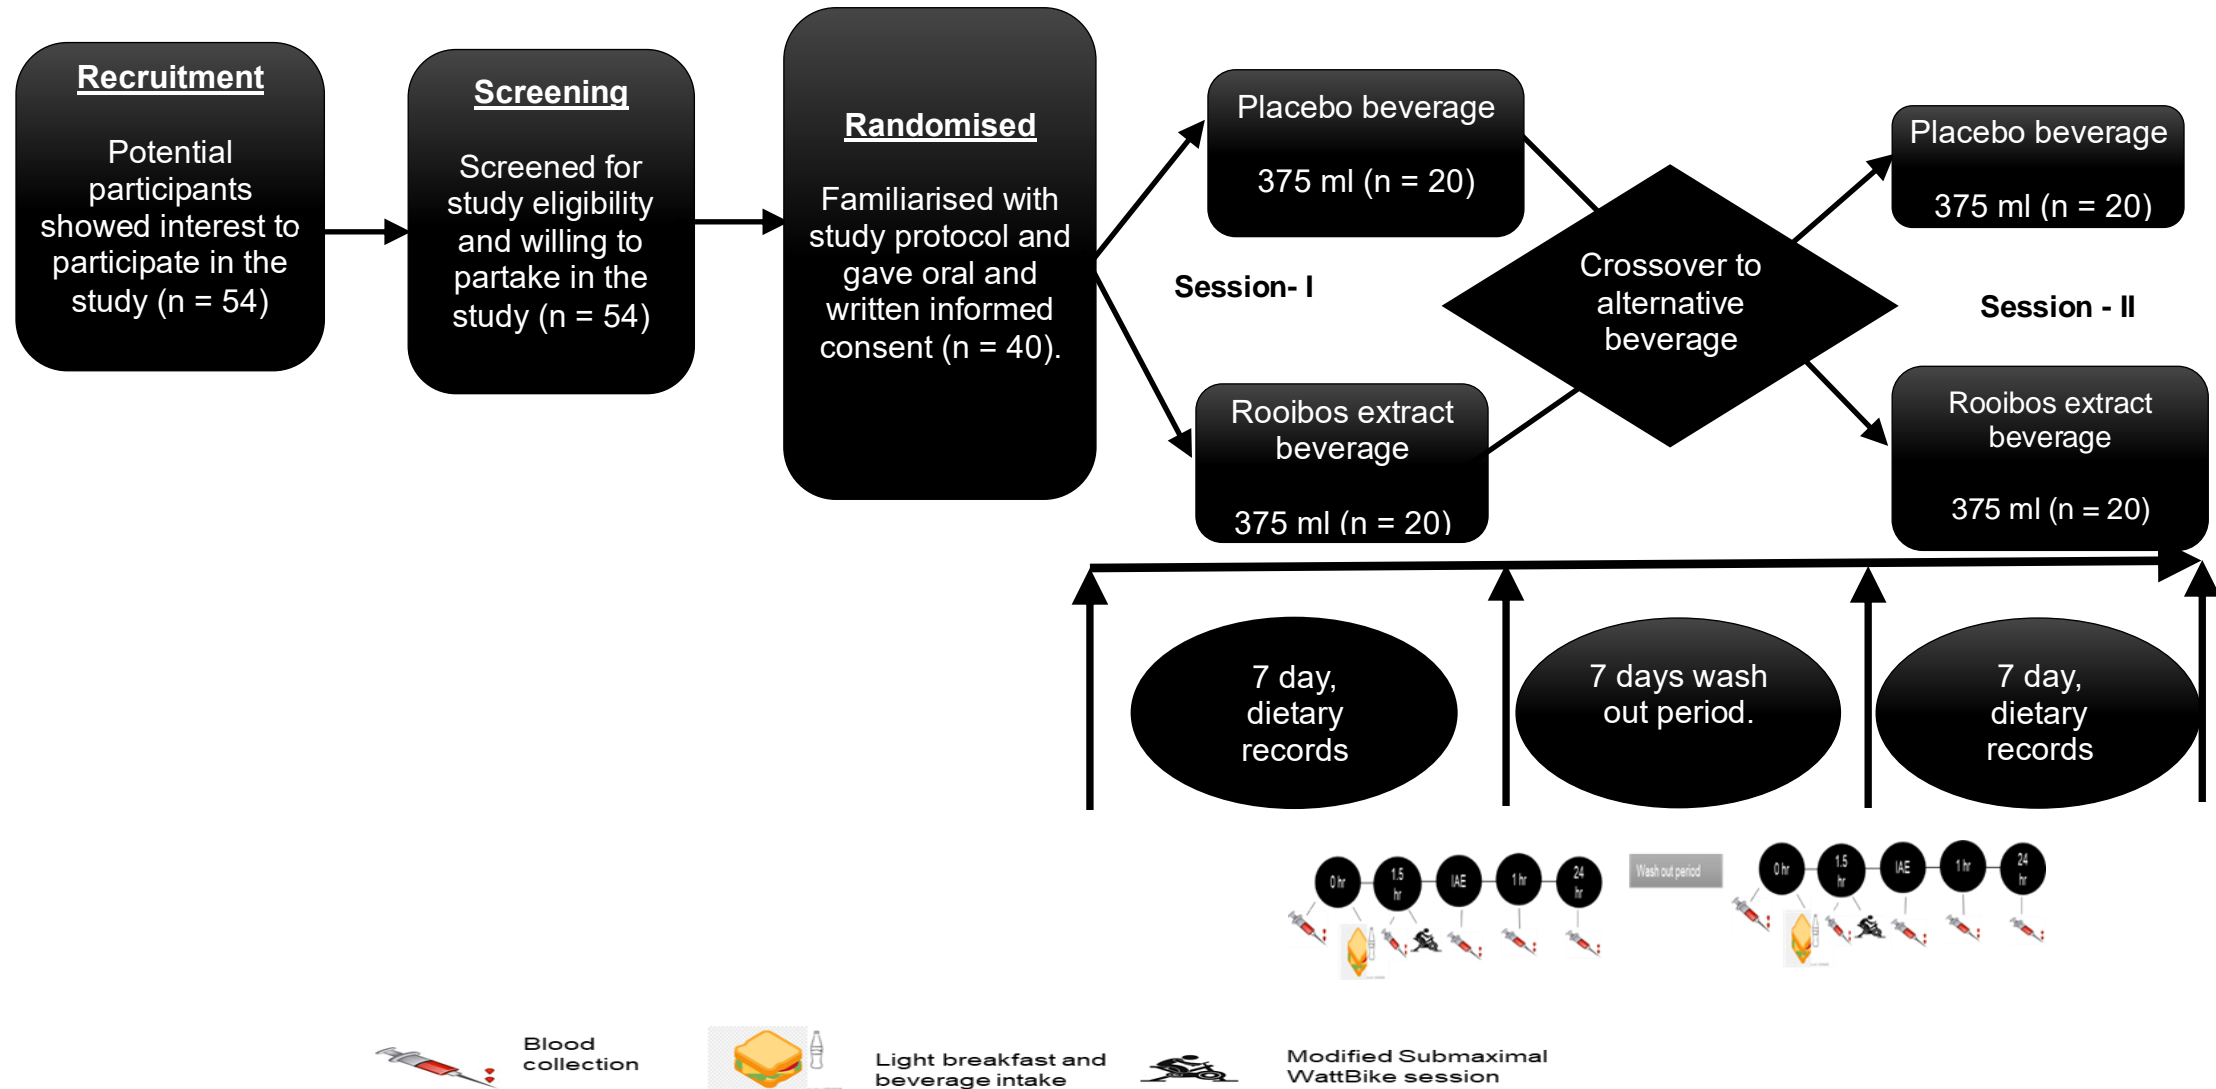 Recruitment
Potential
participants
showed interest to
participate in the
study (n = 54)
Screening
Screened for
study eligibility
and willing to
partake in the
study (n = 54)
Randomised
Familiarised with
study protocol and
gave oral and
written informed
consent (n = 40).
Placebo beverage
375 ml (n = 20)
Session- I
Rooibos extract
beverage
375 ml (n = 20)
Crossover to
alternative
beverage
Placebo beverage
375 ml (n = 20)
Session - II
Rooibos extract
beverage
375 ml (n = 20)
7 day,
dietary
records
7 days wash
out period.
7 day,
dietary
records
0 hr
1.5
hr
IAE
1 hr
24
hr
Wash out period
0 hr
1.5
hr
IAE
1 hr
24
hr
Blood
collection
Light breakfast and
beverage intake
Modified Submaximal
WattBike session